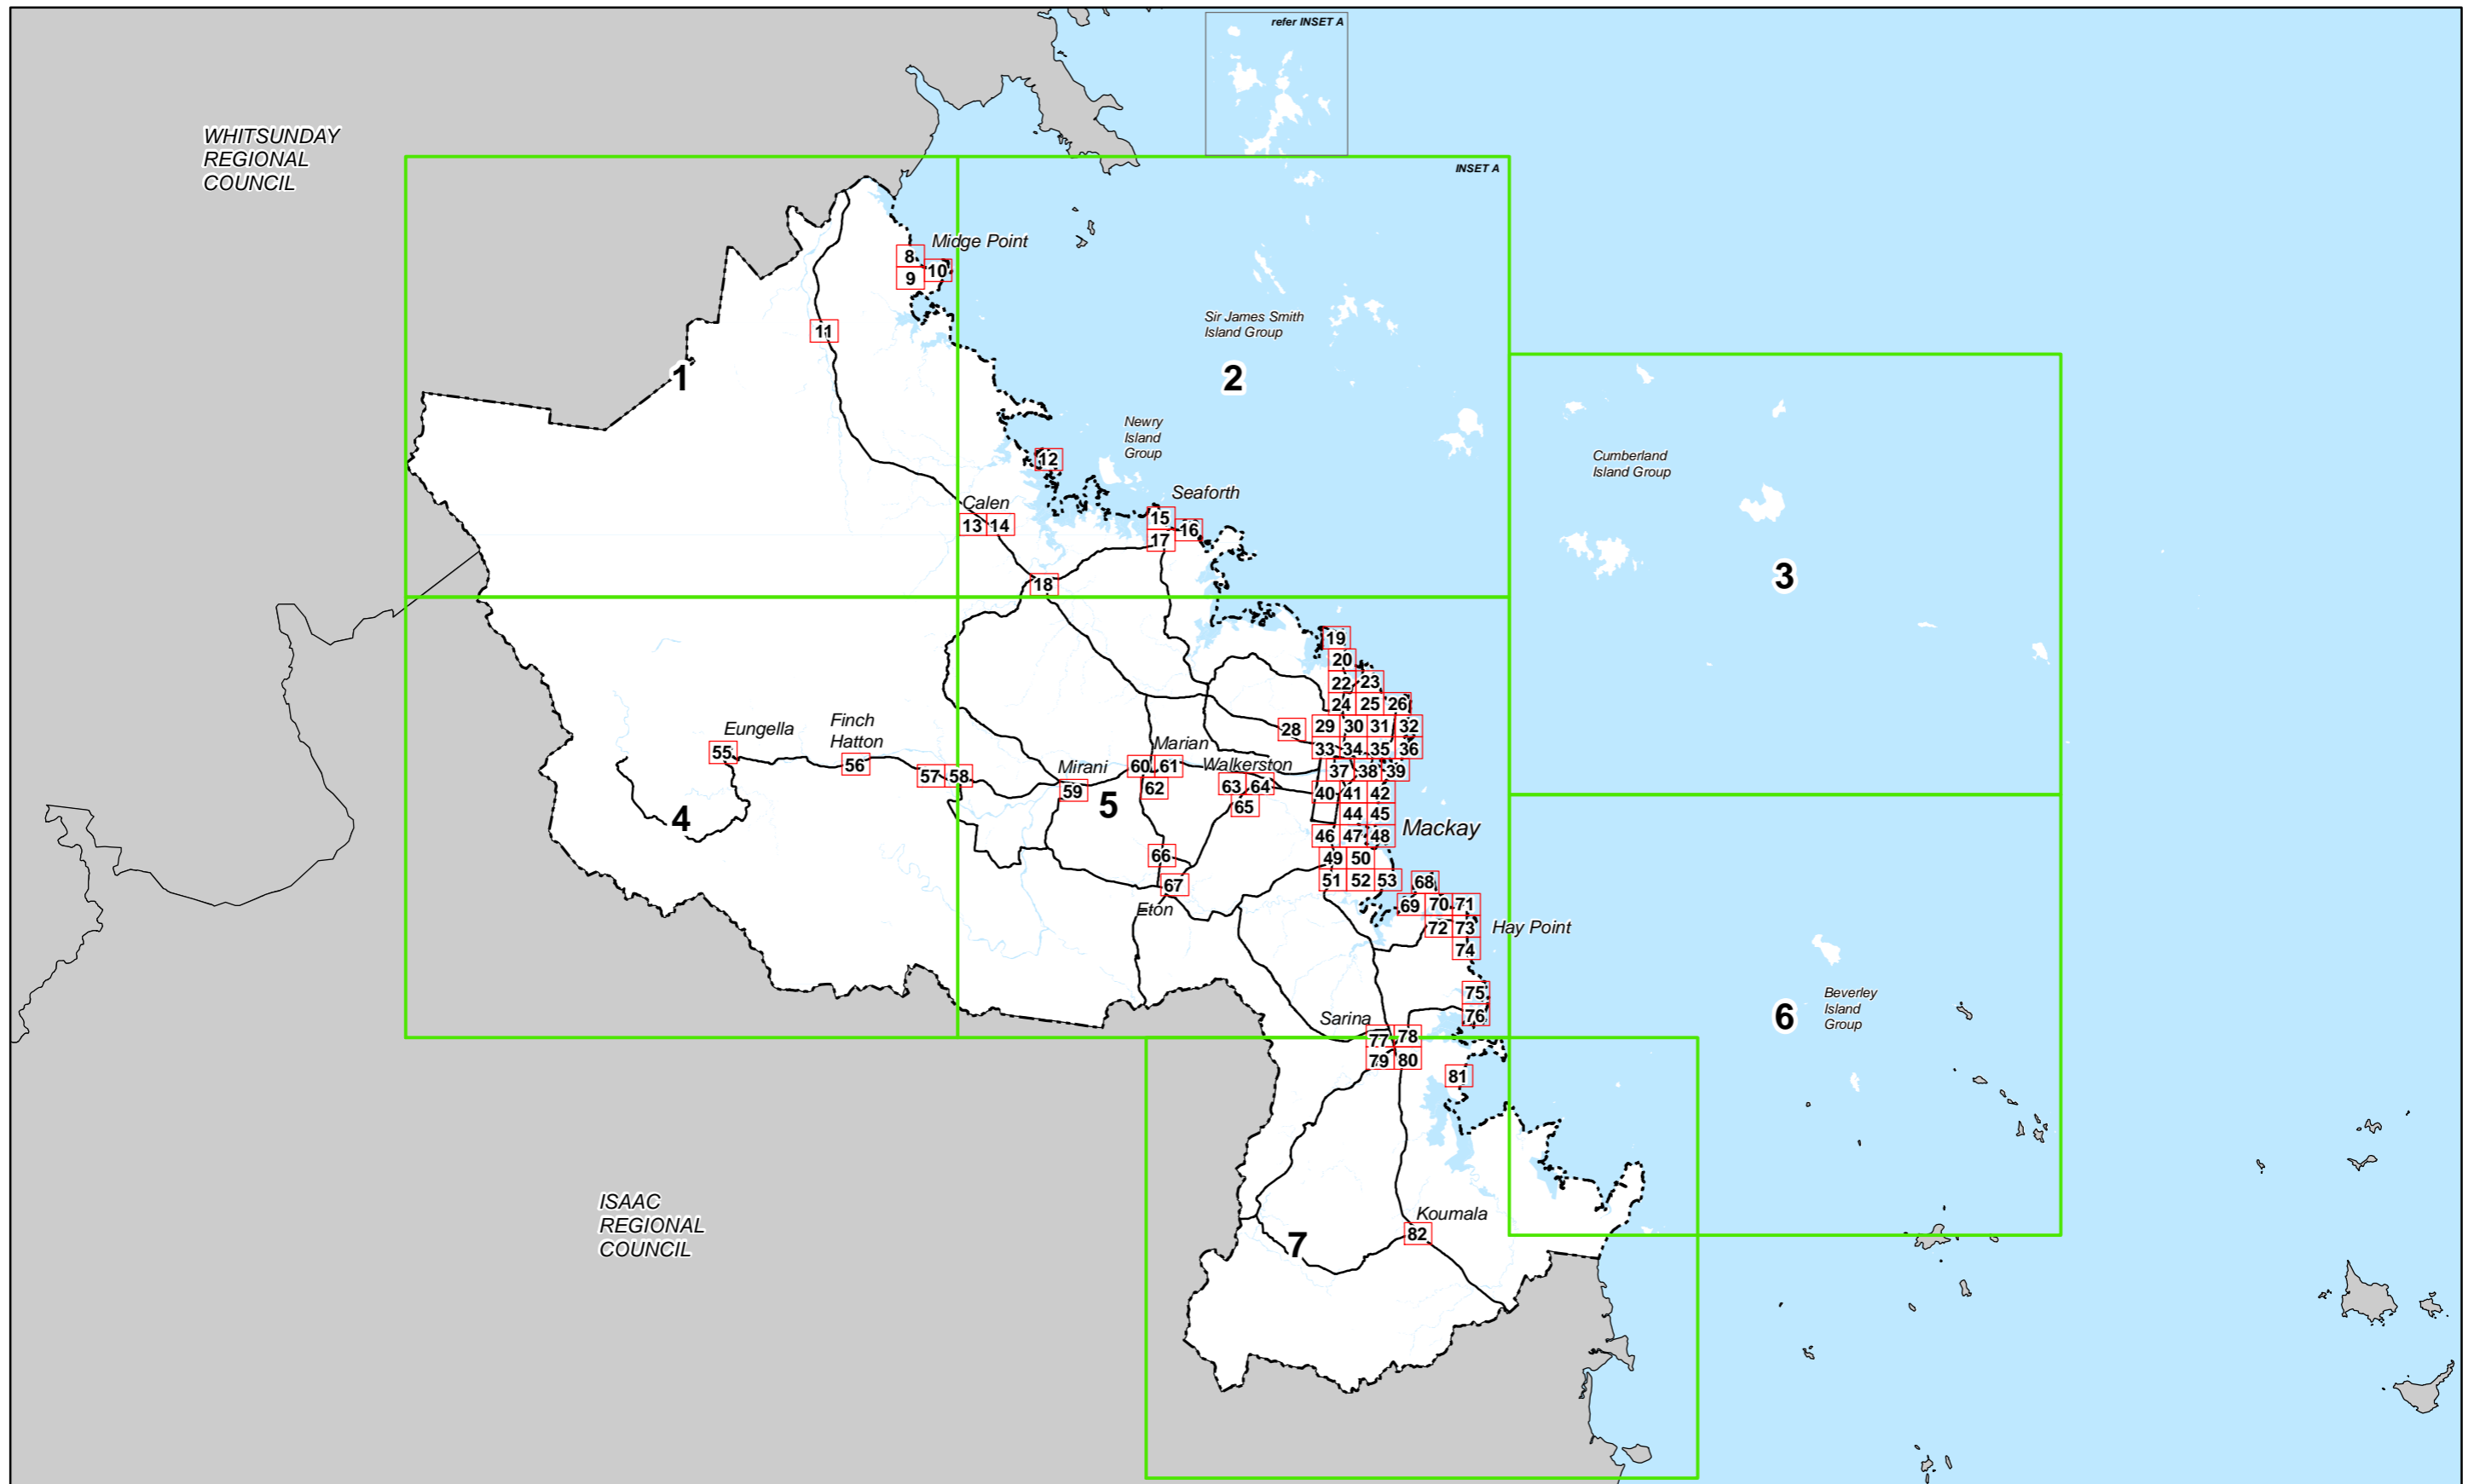 refer INSET A
WHITSUNDAY
REGIONAL
COUNCIL
INSET A
Midge Point
8
10
9
Sir James Smith
Island Group
11
1
2
Newry
Island
Group
Cumberland
Island Group
12
Seaforth
Calen
13 14
15
16
17
3
18
19
20
22 23
24 25 26
Eungella
Finch
Hatton
28
29 30 31 32
Marian
33 34 35 36
55
56
Mirani
Walkerston
60 61
37 38 39
57 58
59
62
63 64
40 41 42
5
65
4
44 45
Mackay
46 47 48
66
49 50
67
51 52 53
68
Eton
69 70 71
72 73
Hay Point
74
75
Beverley
Island
Group
6
76
Sarina
77 78
79 80
81
ISAAC
REGIONAL
COUNCIL
Koumala
82
7